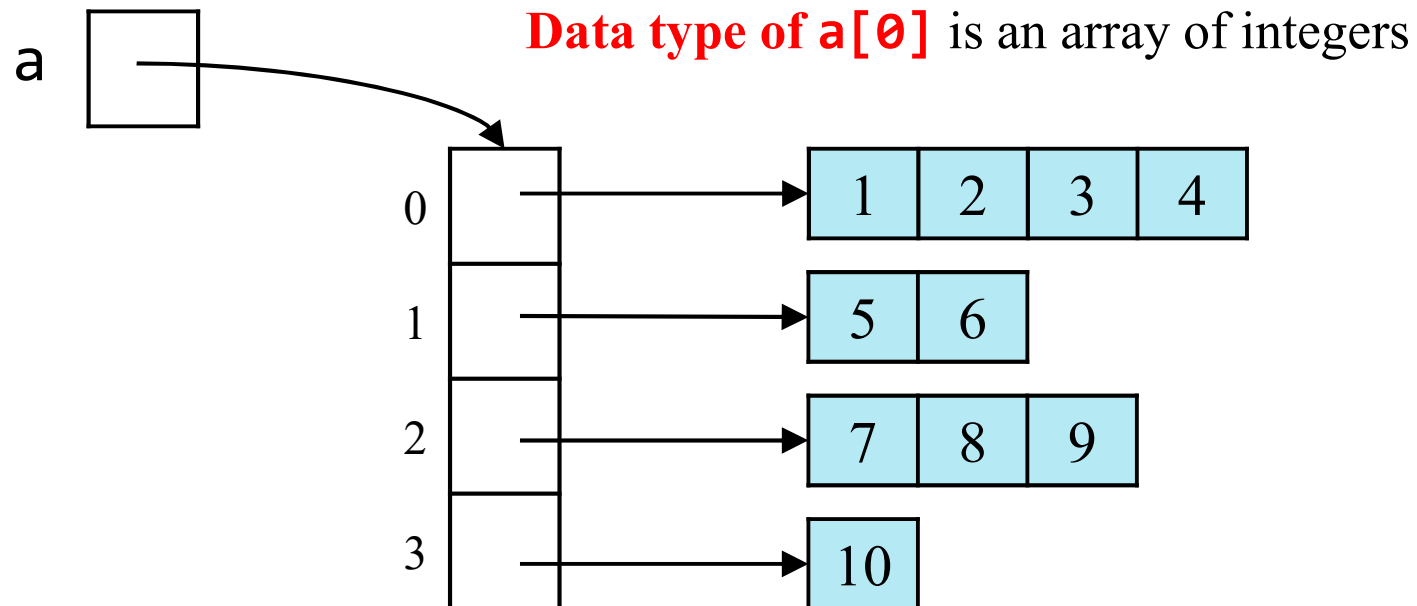 Data type of a[0] is an array of integers
a
0 1 2 3 4
1 5 6
2 7 8 9
3 10